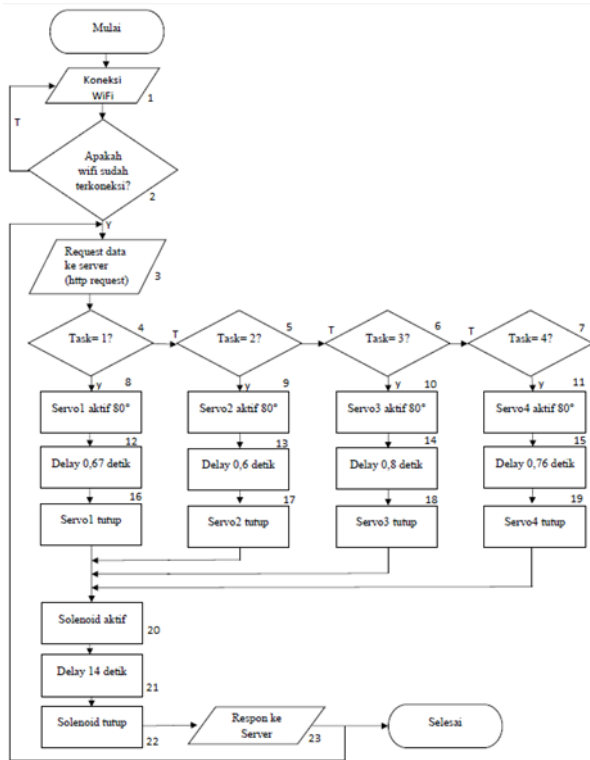 Mulai
Koneksi
WiFi
1
T
Apakah
wifi sudah
terkoneksi?
2
Y
Request data
ke server
(http request)
3
Task= 1?
4
T
Task= 2?
5
T
Task= 3?
6
T
Task= 4?
7
y
8
y
9
y
10
y
11
Servo1 aktif 80°
Servo2 aktif 80°
Servo3 aktif 80°
Servo4 aktif 80°
12
13
14
15
Delay 0,67 detik
Delay 0,6 detik
Delay 0,8 detik
Delay 0,76 detik
16
17
18
19
Servo1 tutup
Servo2 tutup
Servo3 tutup
Servo4 tutup
Solenoid aktif
20
Delay 14 detik
21
Solenoid tutup
22
Respon ke
Server
23
Selesai